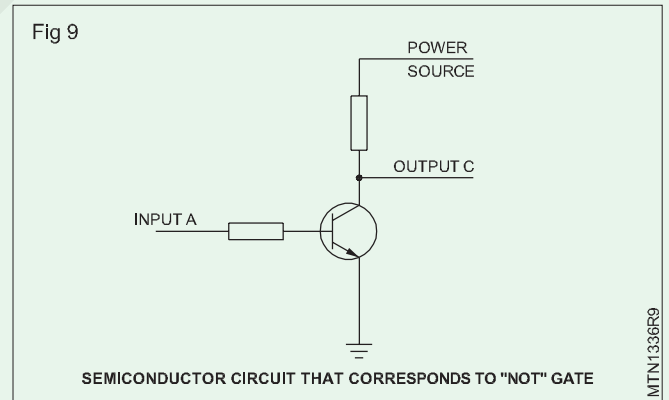 Fig 9
POWER
SOURCE
OUTPUT C
INPUT A
SEMICONDUCTOR CIRCUIT THAT CORRESPONDS TO "NOT" GATE
MTN1336R9